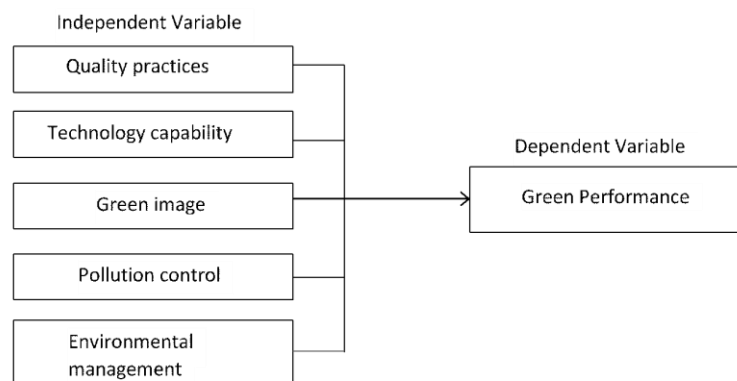 Independent Variable
Quality practices
Technology capability
Green image
Pollution control
Environmental
management
Dependent Variable
Green Performance